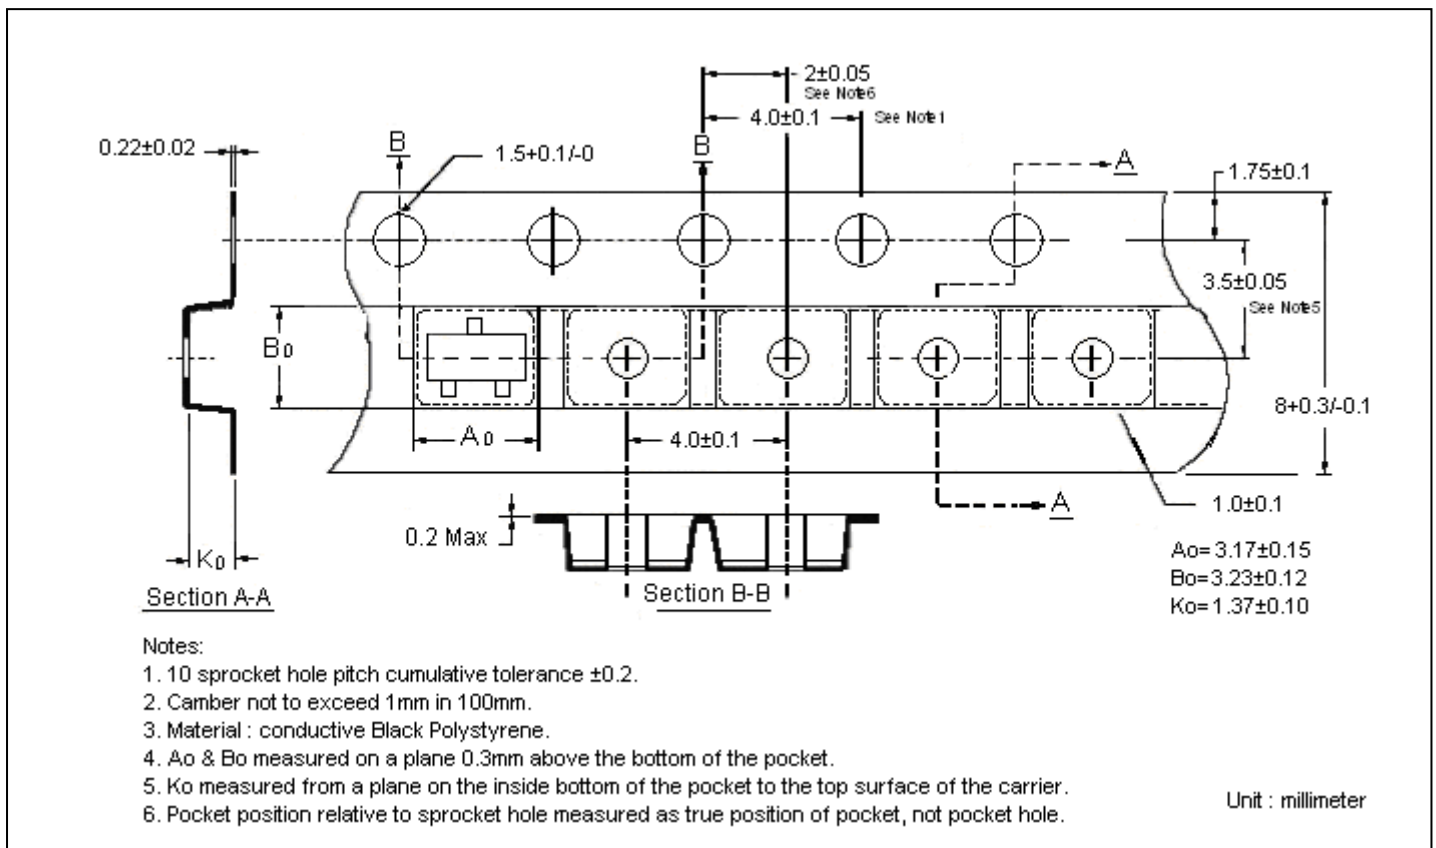 2±0.05
See Note6
4.0±0.1 See Note1
0.22±0.02
B
1.5+0.1/-0
B
A
1.75±0.1
3.5±0.05
See Note5
B0
8+0.3/-0.1
A0
4.0±0.1
1.0±0.1
A
0.2 Max
K0
Section A-A
Section B-B
Ao=3.17±0.15
Bo=3.23±0.12
Ko=1.37±0.10
Notes:
1. 10 sprocket hole pitch cumulative tolerance ±0.2.
2. Camber not to exceed 1mm in 100mm.
3. Material : conductive Black Polystyrene.
4. Ao & Bo measured on a plane 0.3mm above the bottom of the pocket.
5. Ko measured from a plane on the inside bottom of the pocket to the top surface of the carrier.
6. Pocket position relative to sprocket hole measured as true position of pocket, not pocket hole.
Unit : millimeter